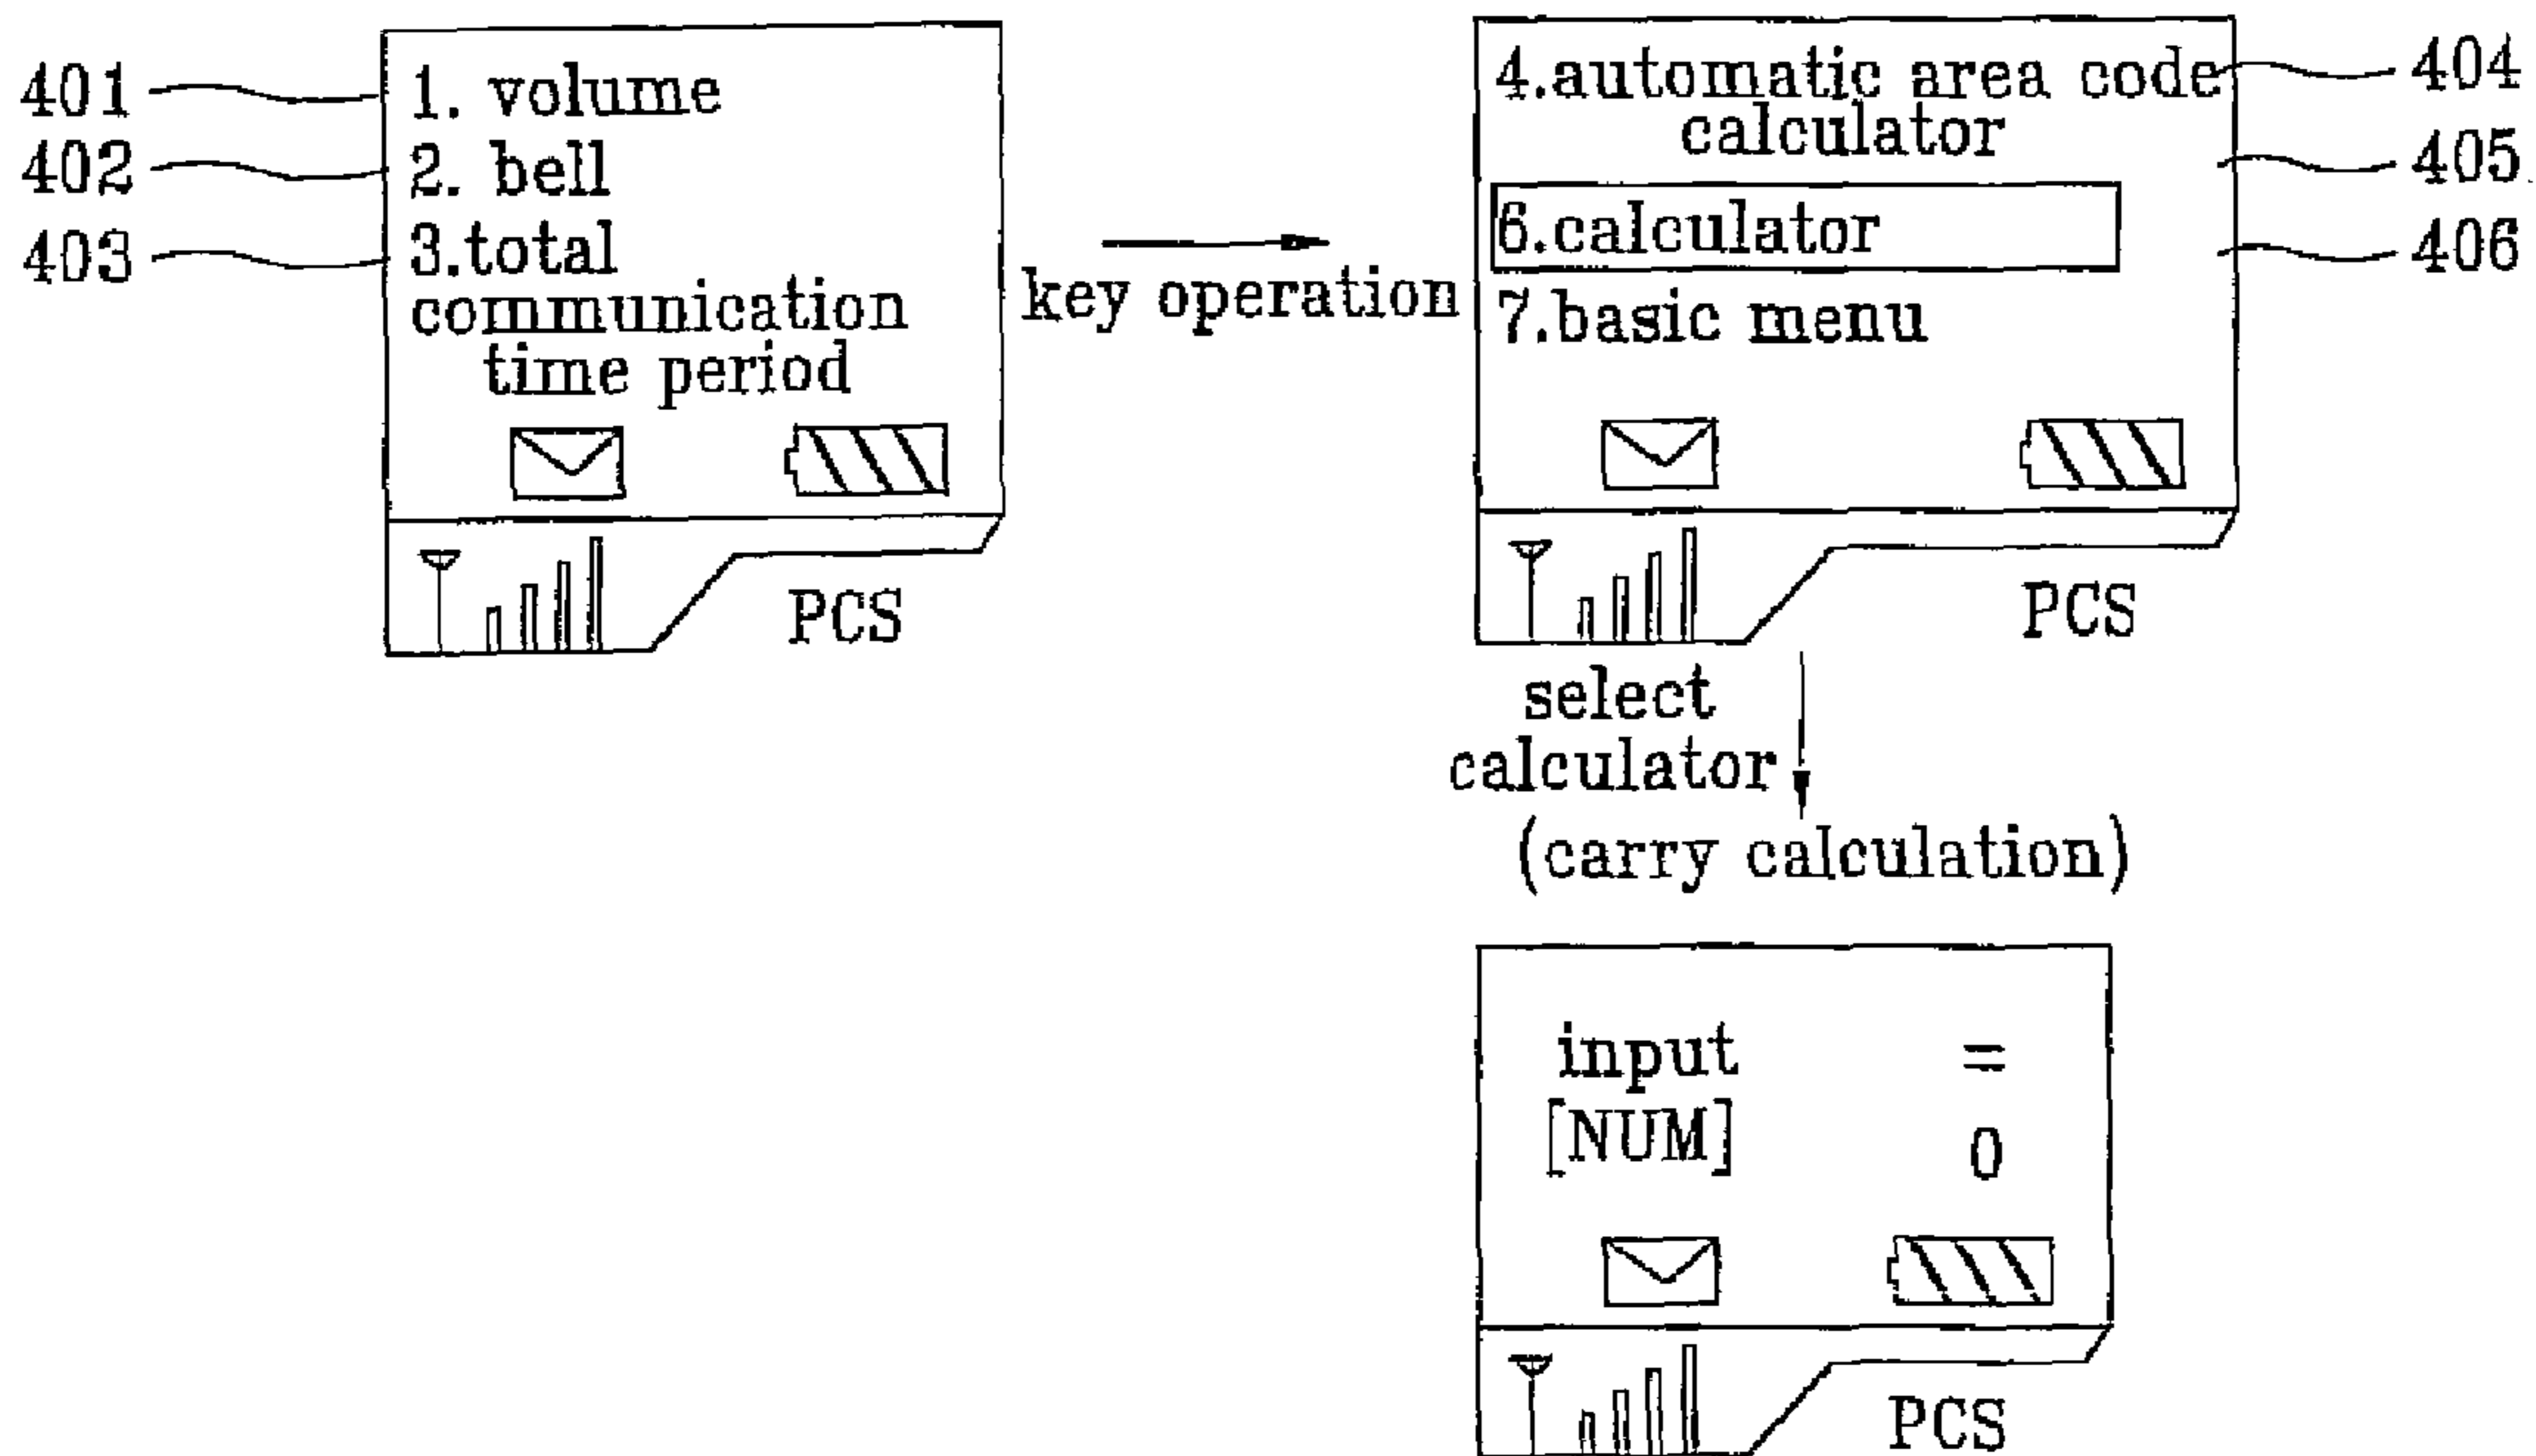 401
1. volume
402
2. bell
403
3.total
communication
time period
PCS
key operation
4.automatic area code
404
calculator
405
6.calculator
406
7.basic menu
PCS
select
calculator
(carry calculation)
input =
[NUM] 0
PCS